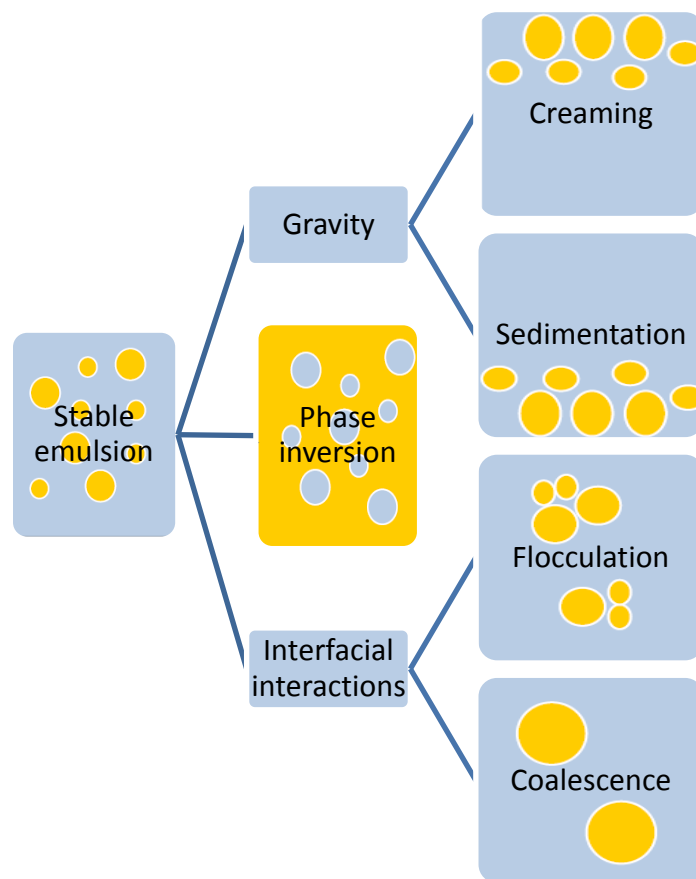 Creaming
Gravity
Sedimentation
Stable
emulsion
Phase
inversion
Flocculation
Interfacial
interactions
Coalescence